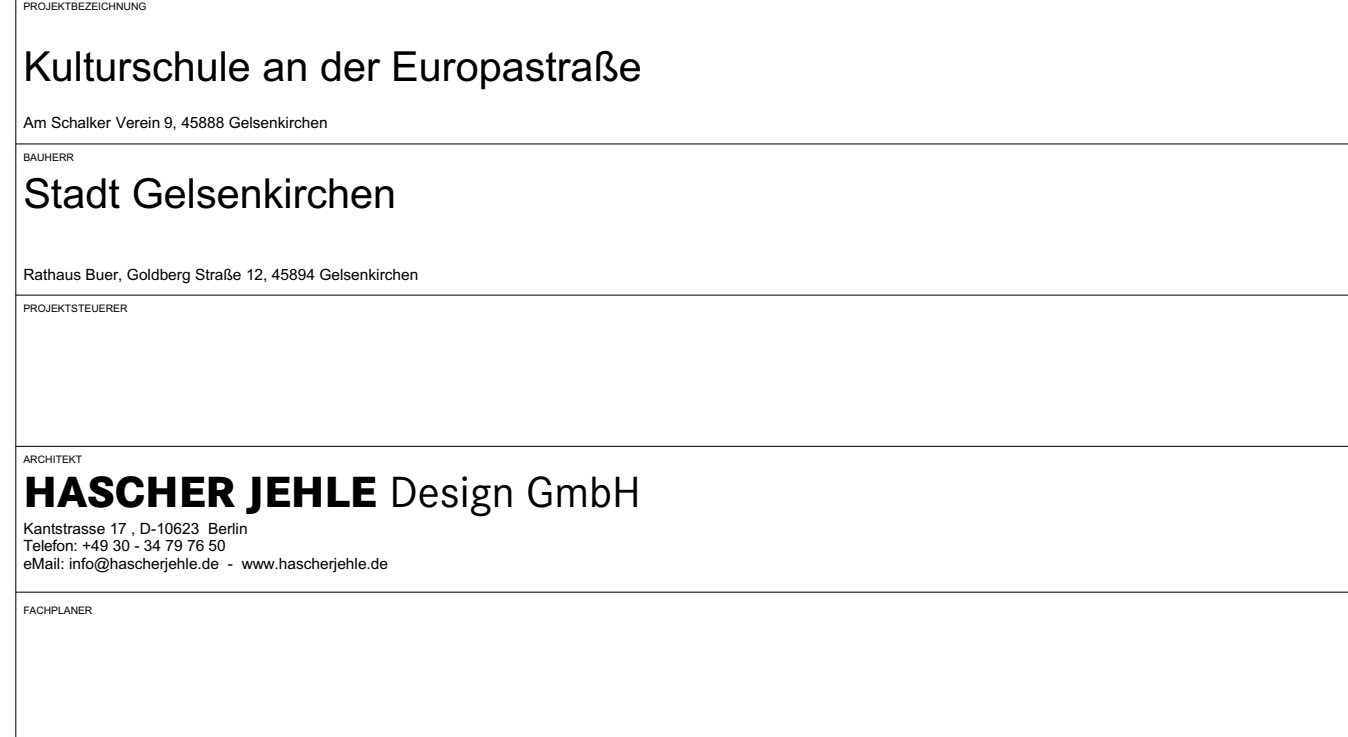 PROJEKTBEZEICHNUNG
Kulturschule an der Europastraße
Am Schalker Verein 9, 45888 Gelsenkirchen
BAUHERR
Stadt Gelsenkirchen
Rathaus Buer, Goldberg Straße 12, 45894 Gelsenkirchen
PROJEKTSTEUERER
ARCHITEKT
HASCHER JEHLE Design GmbH
Kantstrasse 17 , D-10623  Berlin
Telefon: +49 30 - 34 79 76 50
eMail: info@hascherjehle.de  -  www.hascherjehle.de
FACHPLANER